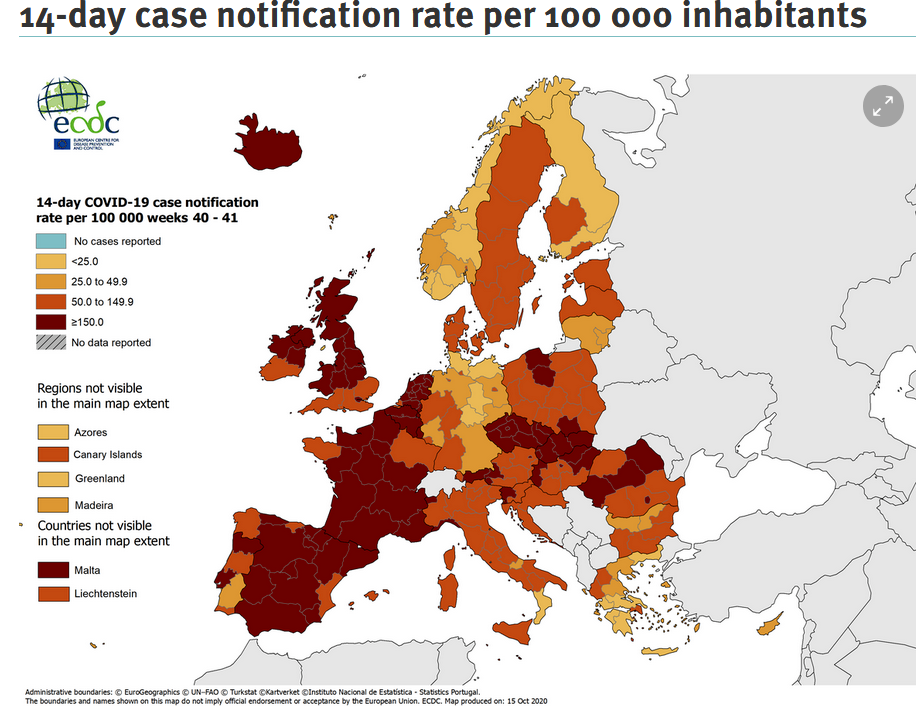 14-day case notification rate per 100 000 inhabitants
ecdc
EUROPEAN CENTRE FOR
DISEASE PREVENTION
AND CONTROL
14-day COVID-19 case notification
rate per 100 000 weeks 40 - 41
No cases reported
<25.0
25.0 to 49.9
50.0 to 149.9
≥150.0
No data reported
Regions not visible
in the main map extent
Azores
Canary Islands
Greenland
Madeira
Countries not visible
in the main map extent
Malta
Liechtenstein
Administrative boundaries: © EuroGeographics © UN–FAO © Turkstat ©Kartverket ©Instituto Nacional de Estatística - Statistics Portugal.
The boundaries and names shown on this map do not imply official endorsement or acceptance by the European Union. ECDC. Map produced on: 15 Oct 2020